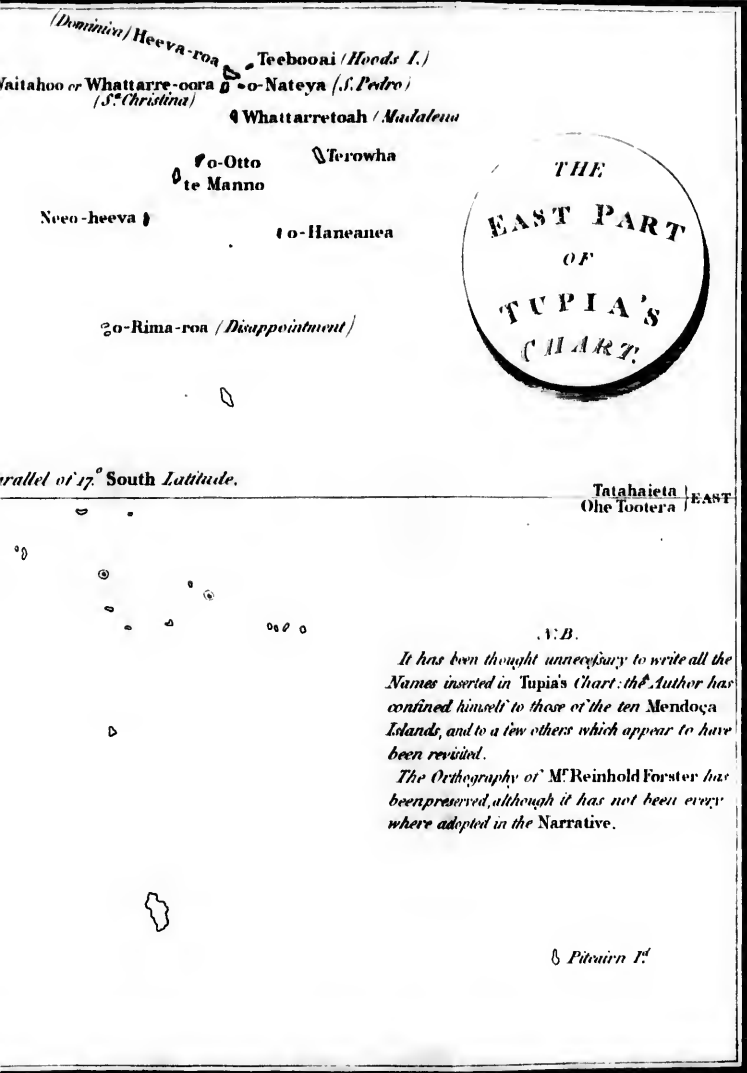 (Dominica) Heeva-roa
Teebooai (Hoods I.)
Vaitahoo or Whattarre-oora
o-Nateya (S. Pedro)
(S.ª Christina)
Whattarretoah (Madalena
o-Otto
Terowha
te Manno
Neeo-heeva
o-Haneanea
o-Rima-roa (Disappointment)
THE
EAST PART
OF
TUPIA'S
CHART.
rallel of 17.° South Latitude.
Tatahaieta
Ohe Tootera } EAST
N.B.
It has been thought unnecessary to write all the
Names inserted in Tupia's Chart: the Author has
confined himself to those of the ten Mendoça
Islands, and to a few others which appear to have
been revisited.
The Orthography of Mr. Reinhold Forster has
been preserved, although it has not been every
where adopted in the Narrative.
Pitcairn I.d